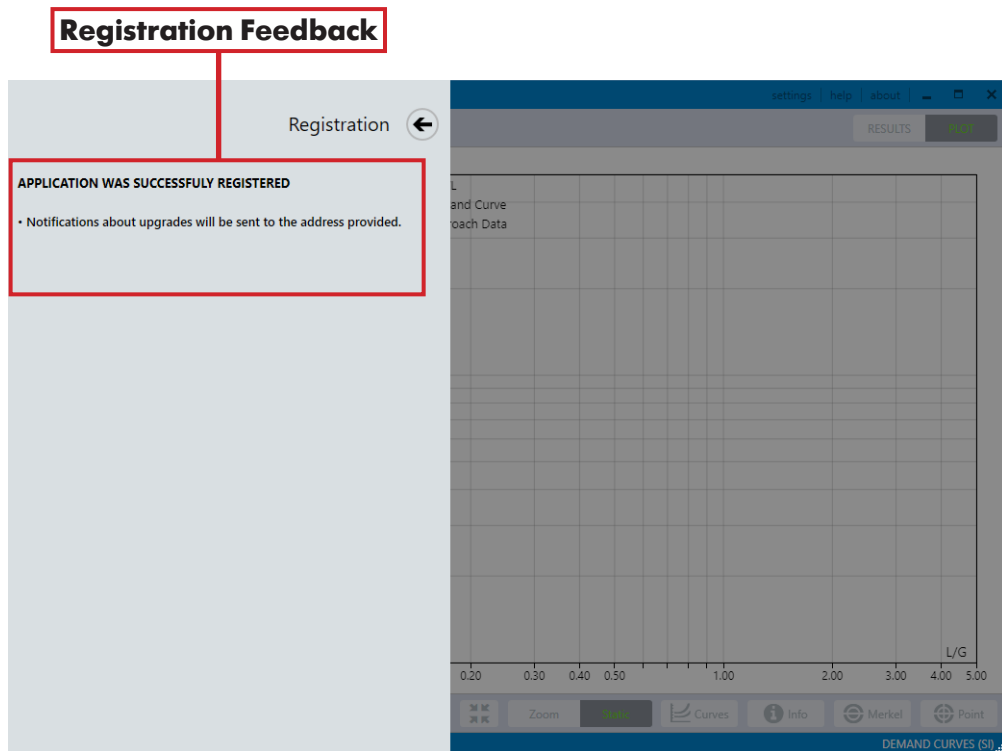 Registration Feedback
settings help about
Registration
RESULTS PLOT
APPLICATION WAS SUCCESSFULY REGISTERED
• Notifications about upgrades will be sent to the address provided.
L
and Curve
roach Data
L/G
0.20 0.30 0.40 0.50 1.00 2.00 3.00 4.00 5.00
Zoom Static Curves Info Merkel Point
DEMAND CURVES (SI)